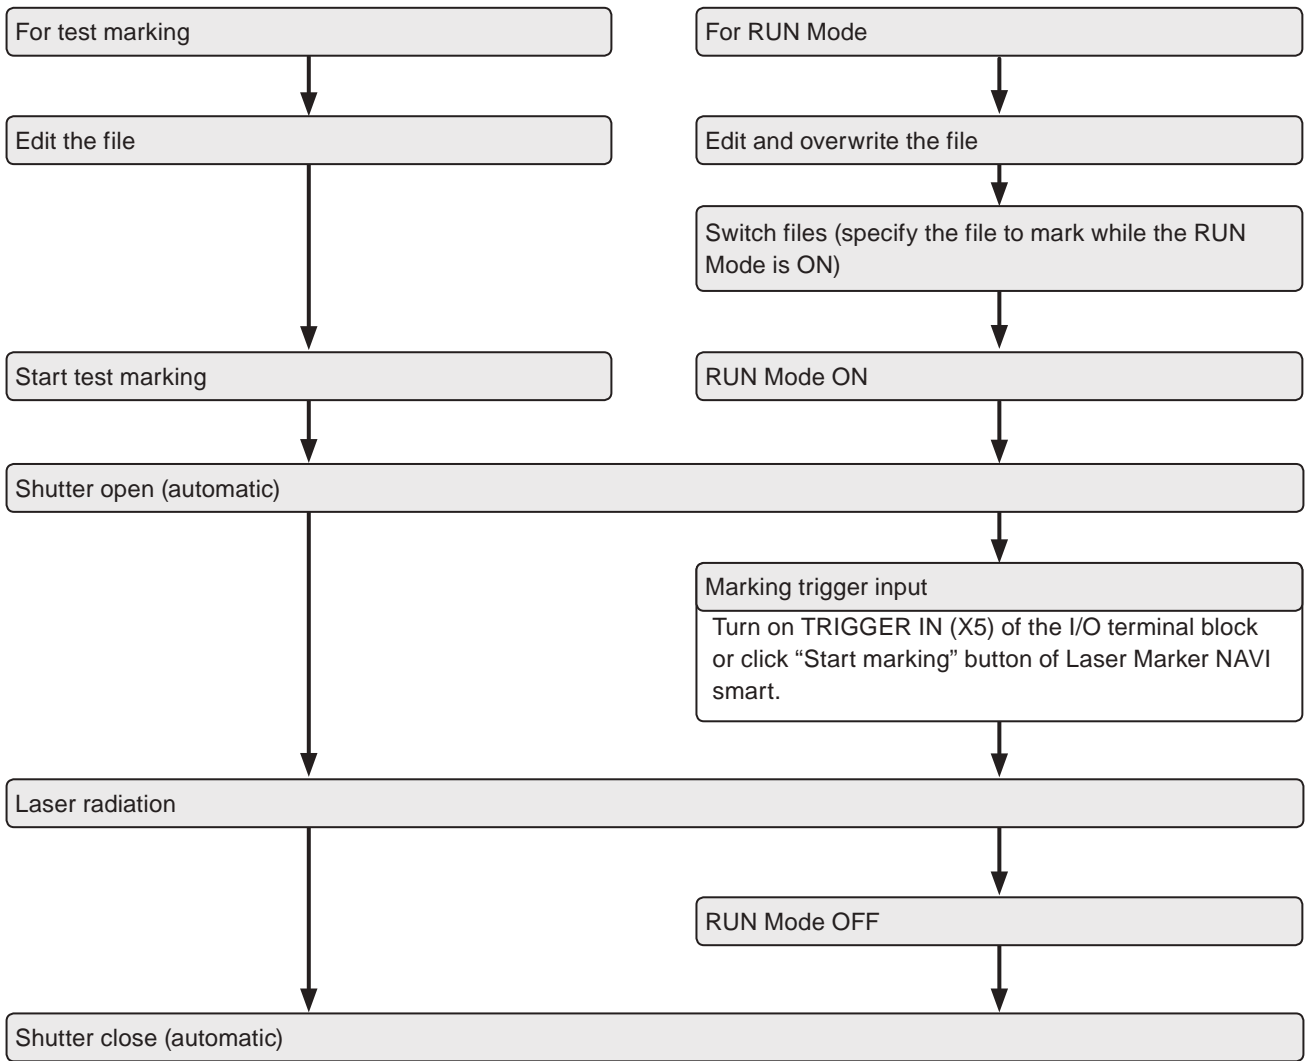 For test marking
For RUN Mode
Edit the file
Edit and overwrite the file
Switch files (specify the file to mark while the RUN
Mode is ON)
Start test marking
RUN Mode ON
Shutter open (automatic)
Marking trigger input
Turn on TRIGGER IN (X5) of the I/O terminal block
or click “Start marking” button of Laser Marker NAVI
smart.
Laser radiation
RUN Mode OFF
Shutter close (automatic)